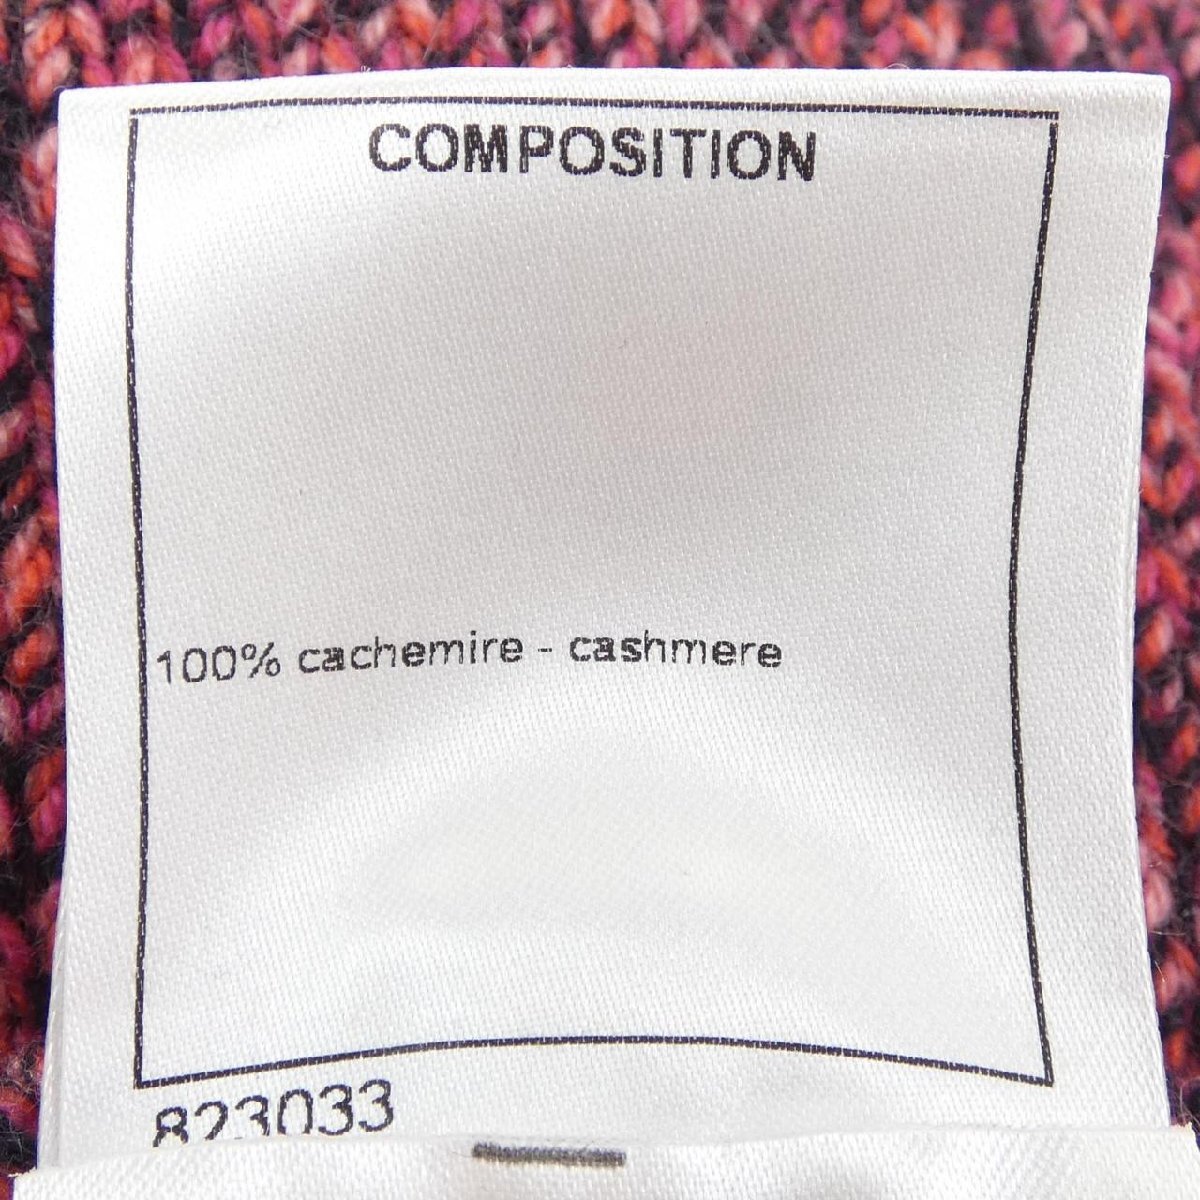 COMPOSITION
100% cachemire - cashmere
823033